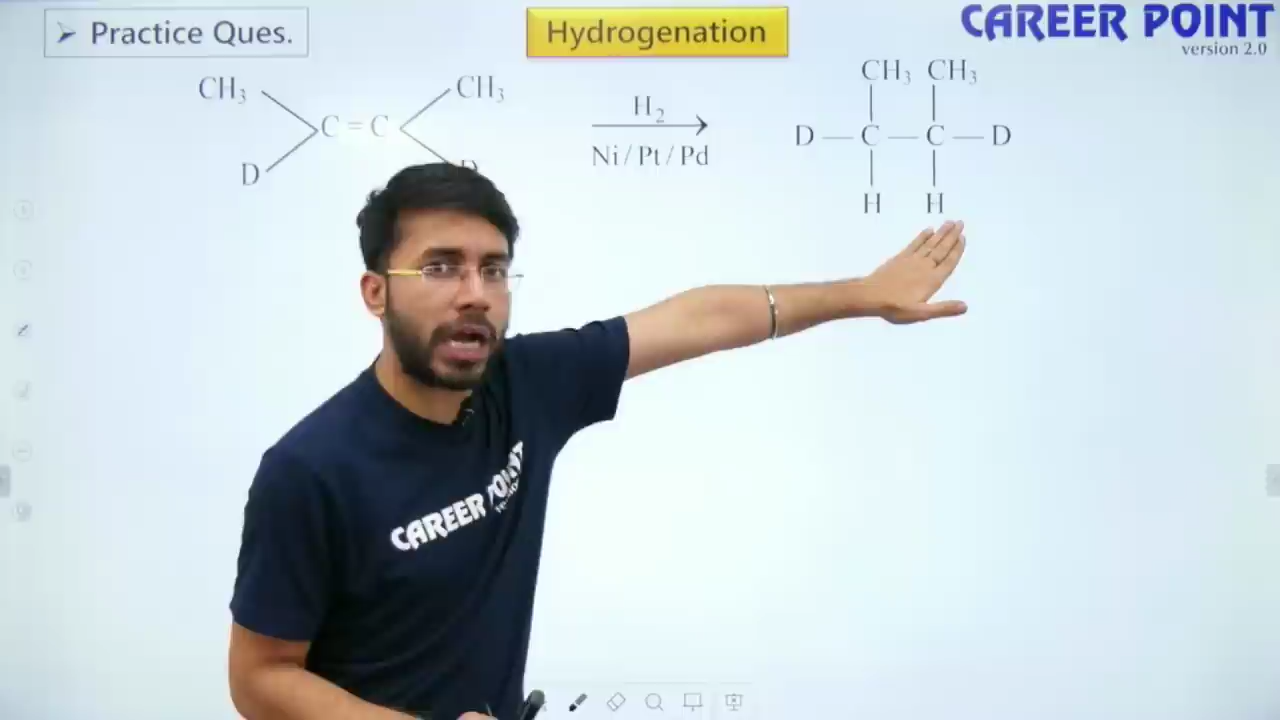 ➢ Practice Ques.
Hydrogenation
CAREER POINT
version 2.0
CH₃ CH₃
C = C
D D
H₂
Ni / Pt / Pd
CH₃ CH₃
D — C — C — D
H H
CAREER POINT